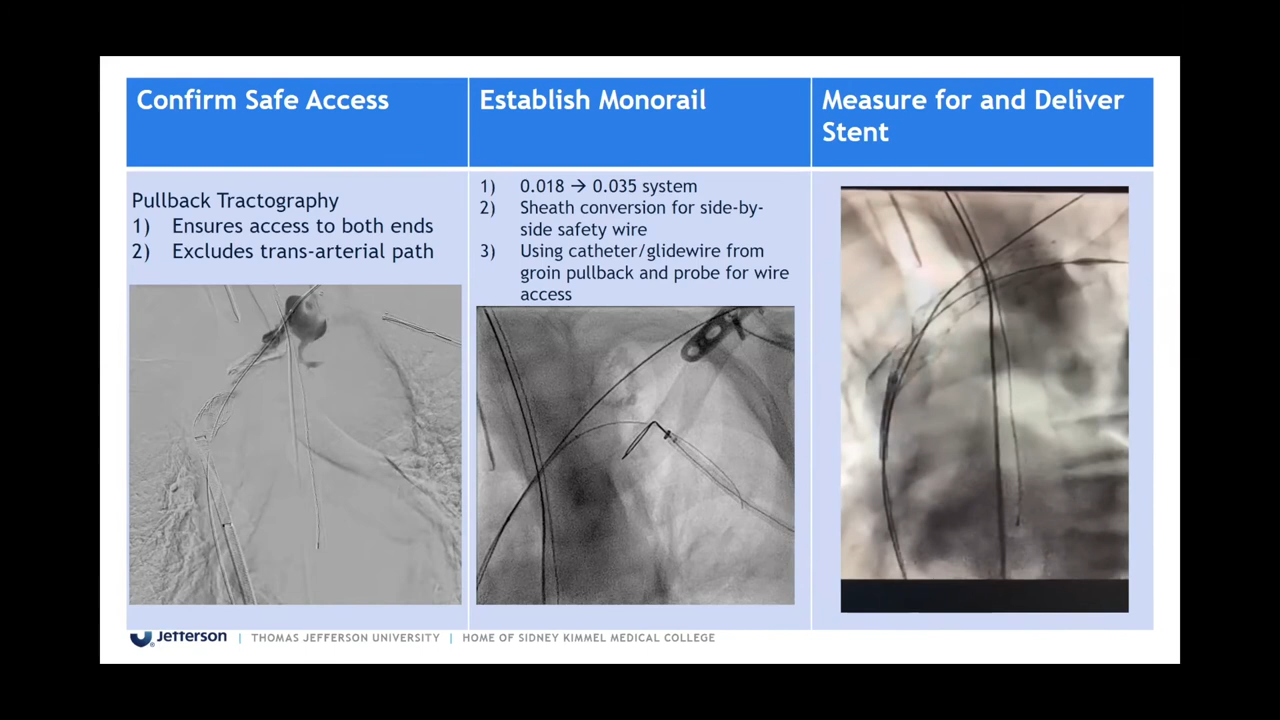 Confirm Safe Access
Establish Monorail
Measure for and Deliver
Stent
Pullback Tractography
1) Ensures access to both ends
2) Excludes trans-arterial path
1) 0.018 → 0.035 system
2) Sheath conversion for side-by-
side safety wire
3) Using catheter/glidewire from
groin pullback and probe for wire
access
Jefferson | THOMAS JEFFERSON UNIVERSITY | HOME OF SIDNEY KIMMEL MEDICAL COLLEGE